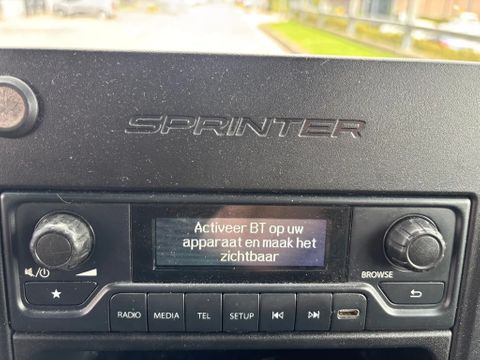 SPRINTER
Activeer BT op uw
apparaat en maak het
zichtbaar
BROWSE
RADIO MEDIA TEL SETUP